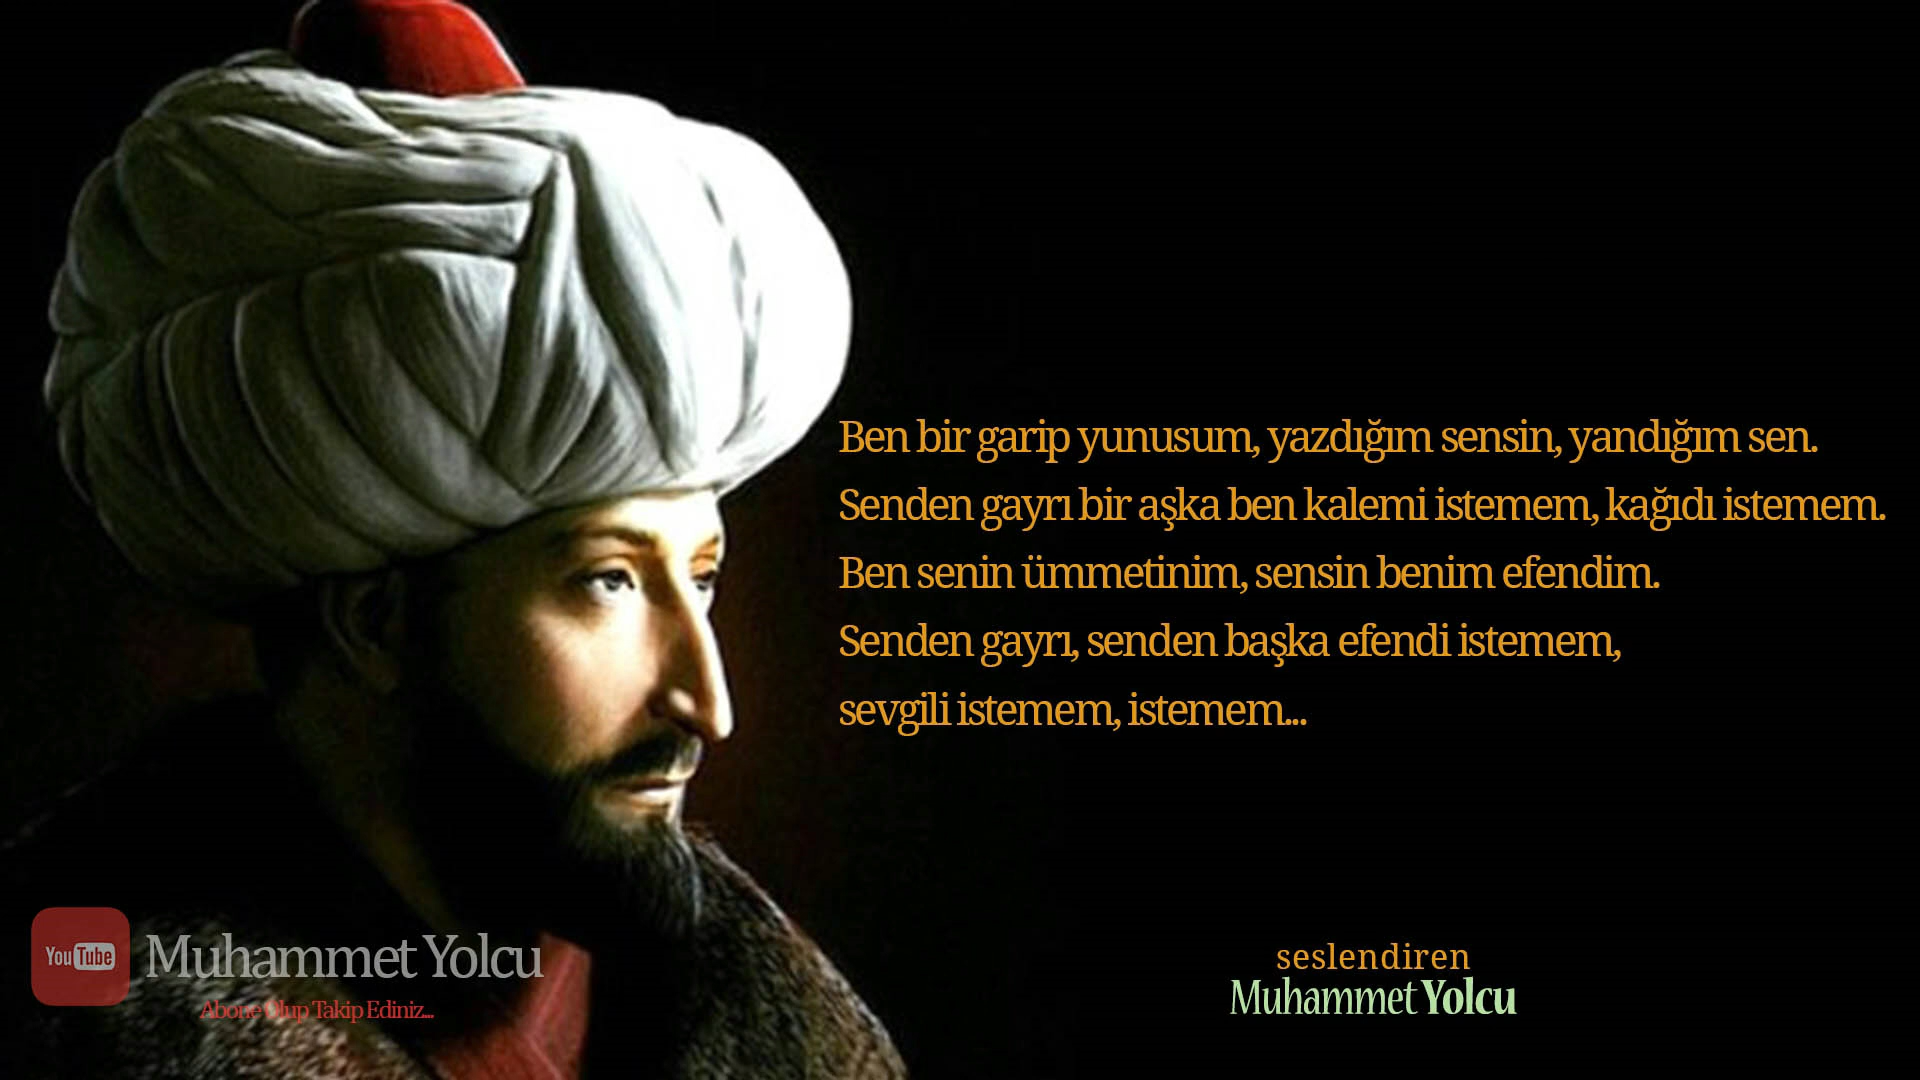 Ben bir garip yunusum, yazdığım sensin, yandığım sen.
Senden gayrı bir aşka ben kalemi istemem, kağıdı istemem.
Ben senin ümmetinim, sensin benim efendim.
Senden gayrı, senden başka efendi istemem,
sevgili istemem, istemem...
YouTube
Muhammet Yolcu
Abone Olup Takip Ediniz...
seslendiren
Muhammet Yolcu